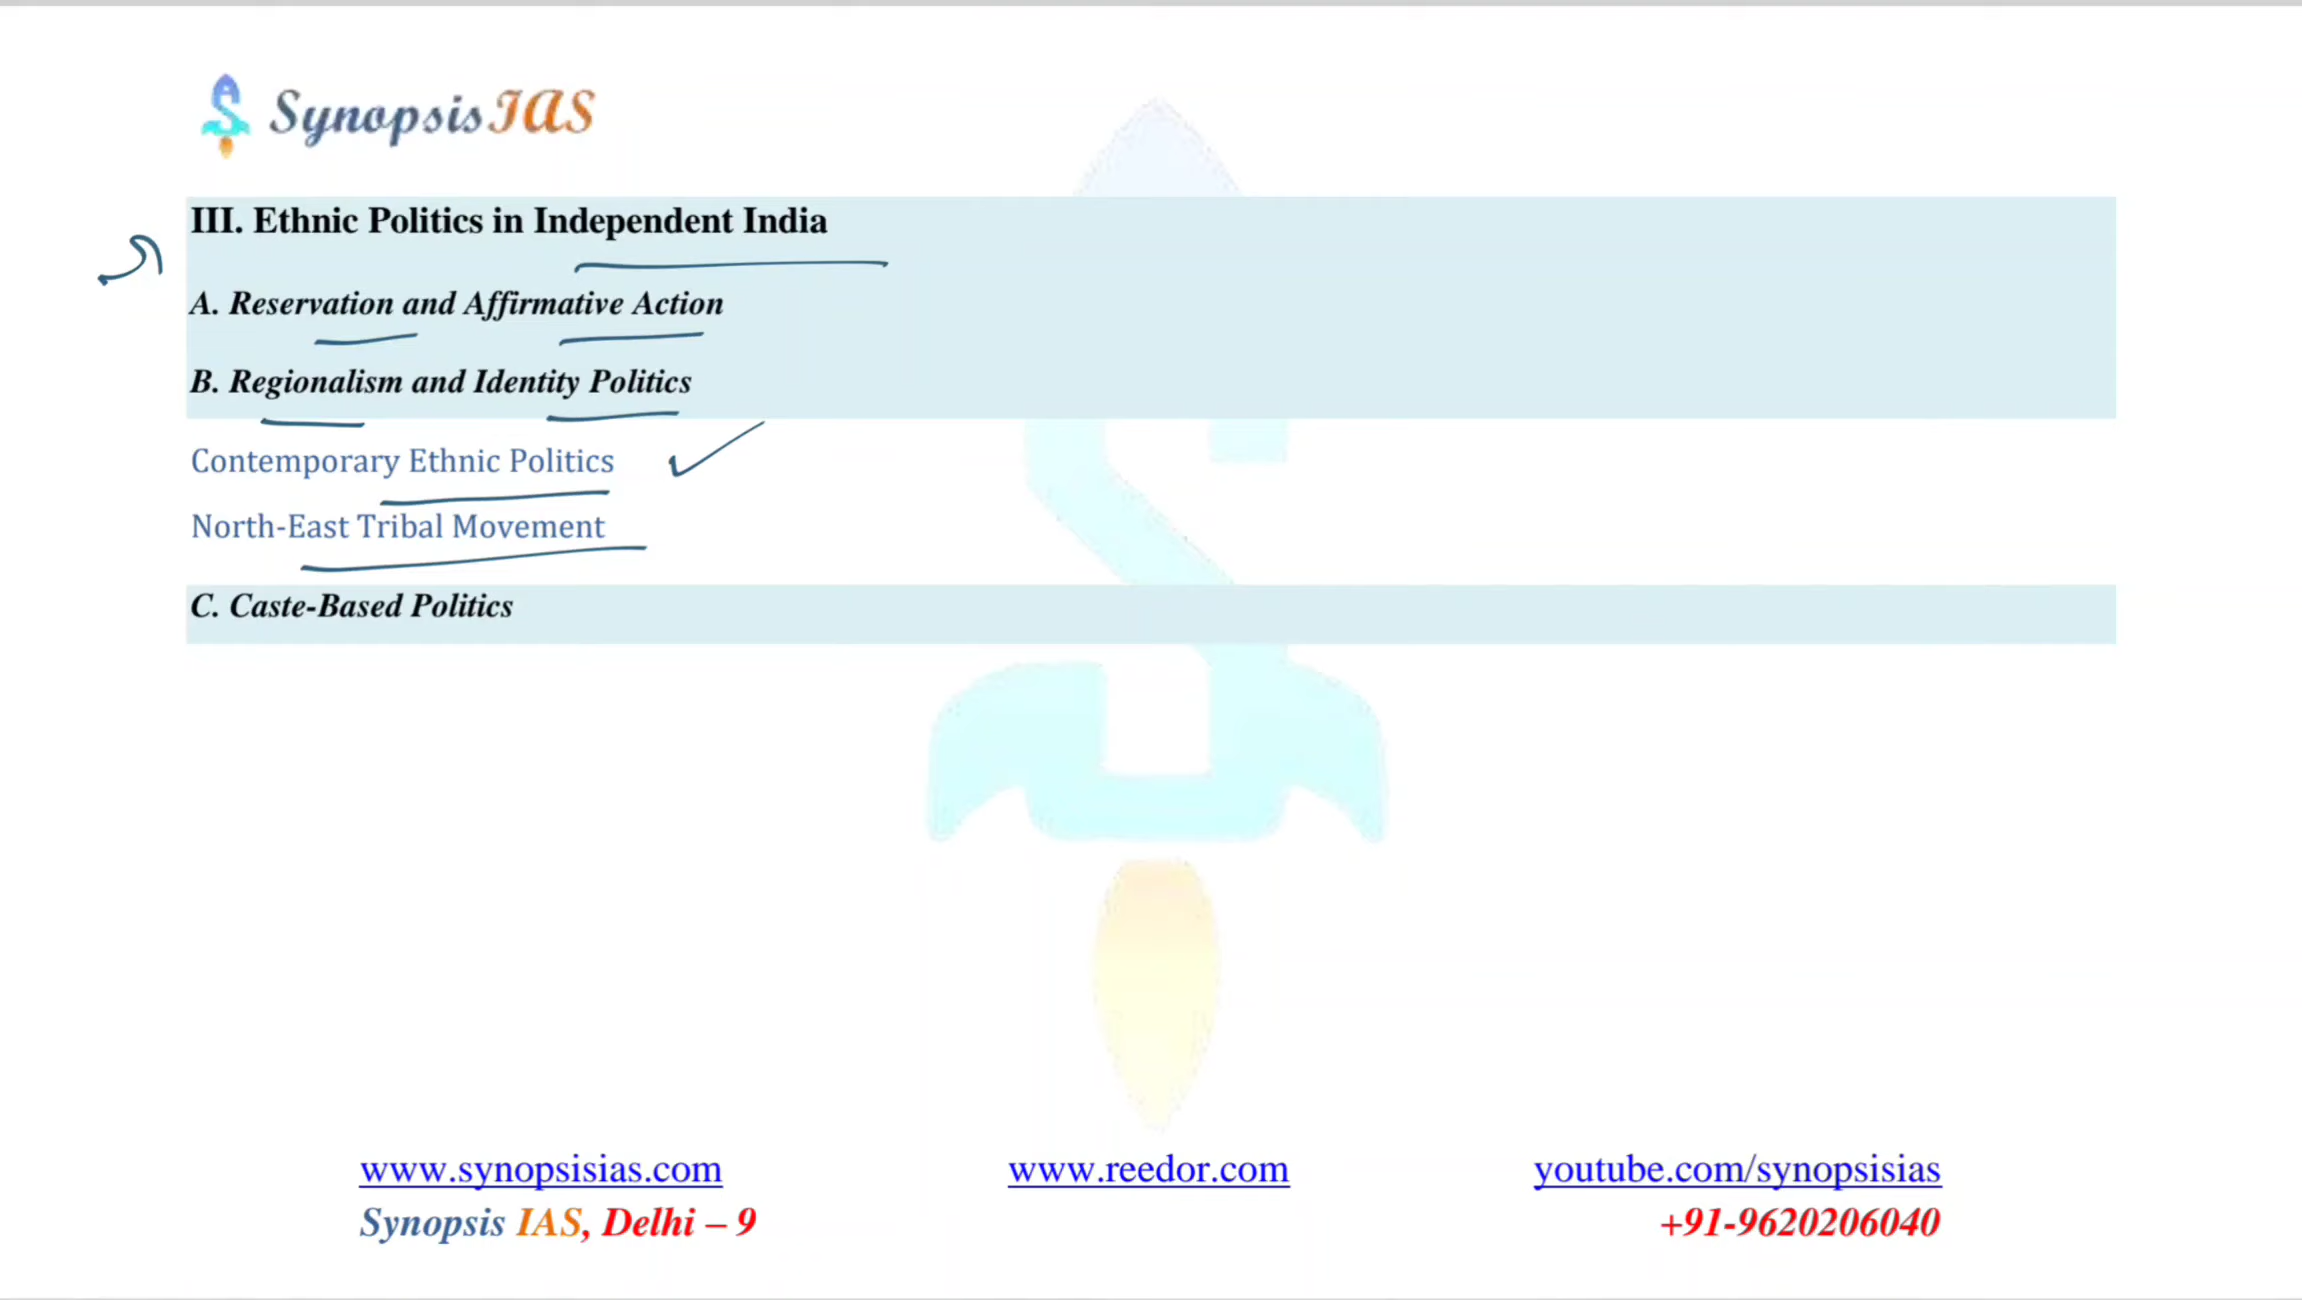 Synopsis IAS
III. Ethnic Politics in Independent India
A. Reservation and Affirmative Action
B. Regionalism and Identity Politics
Contemporary Ethnic Politics
North-East Tribal Movement
C. Caste-Based Politics
www.synopsisias.com www.reedor.com youtube.com/synopsisias
Synopsis IAS, Delhi – 9 +91-9620206040